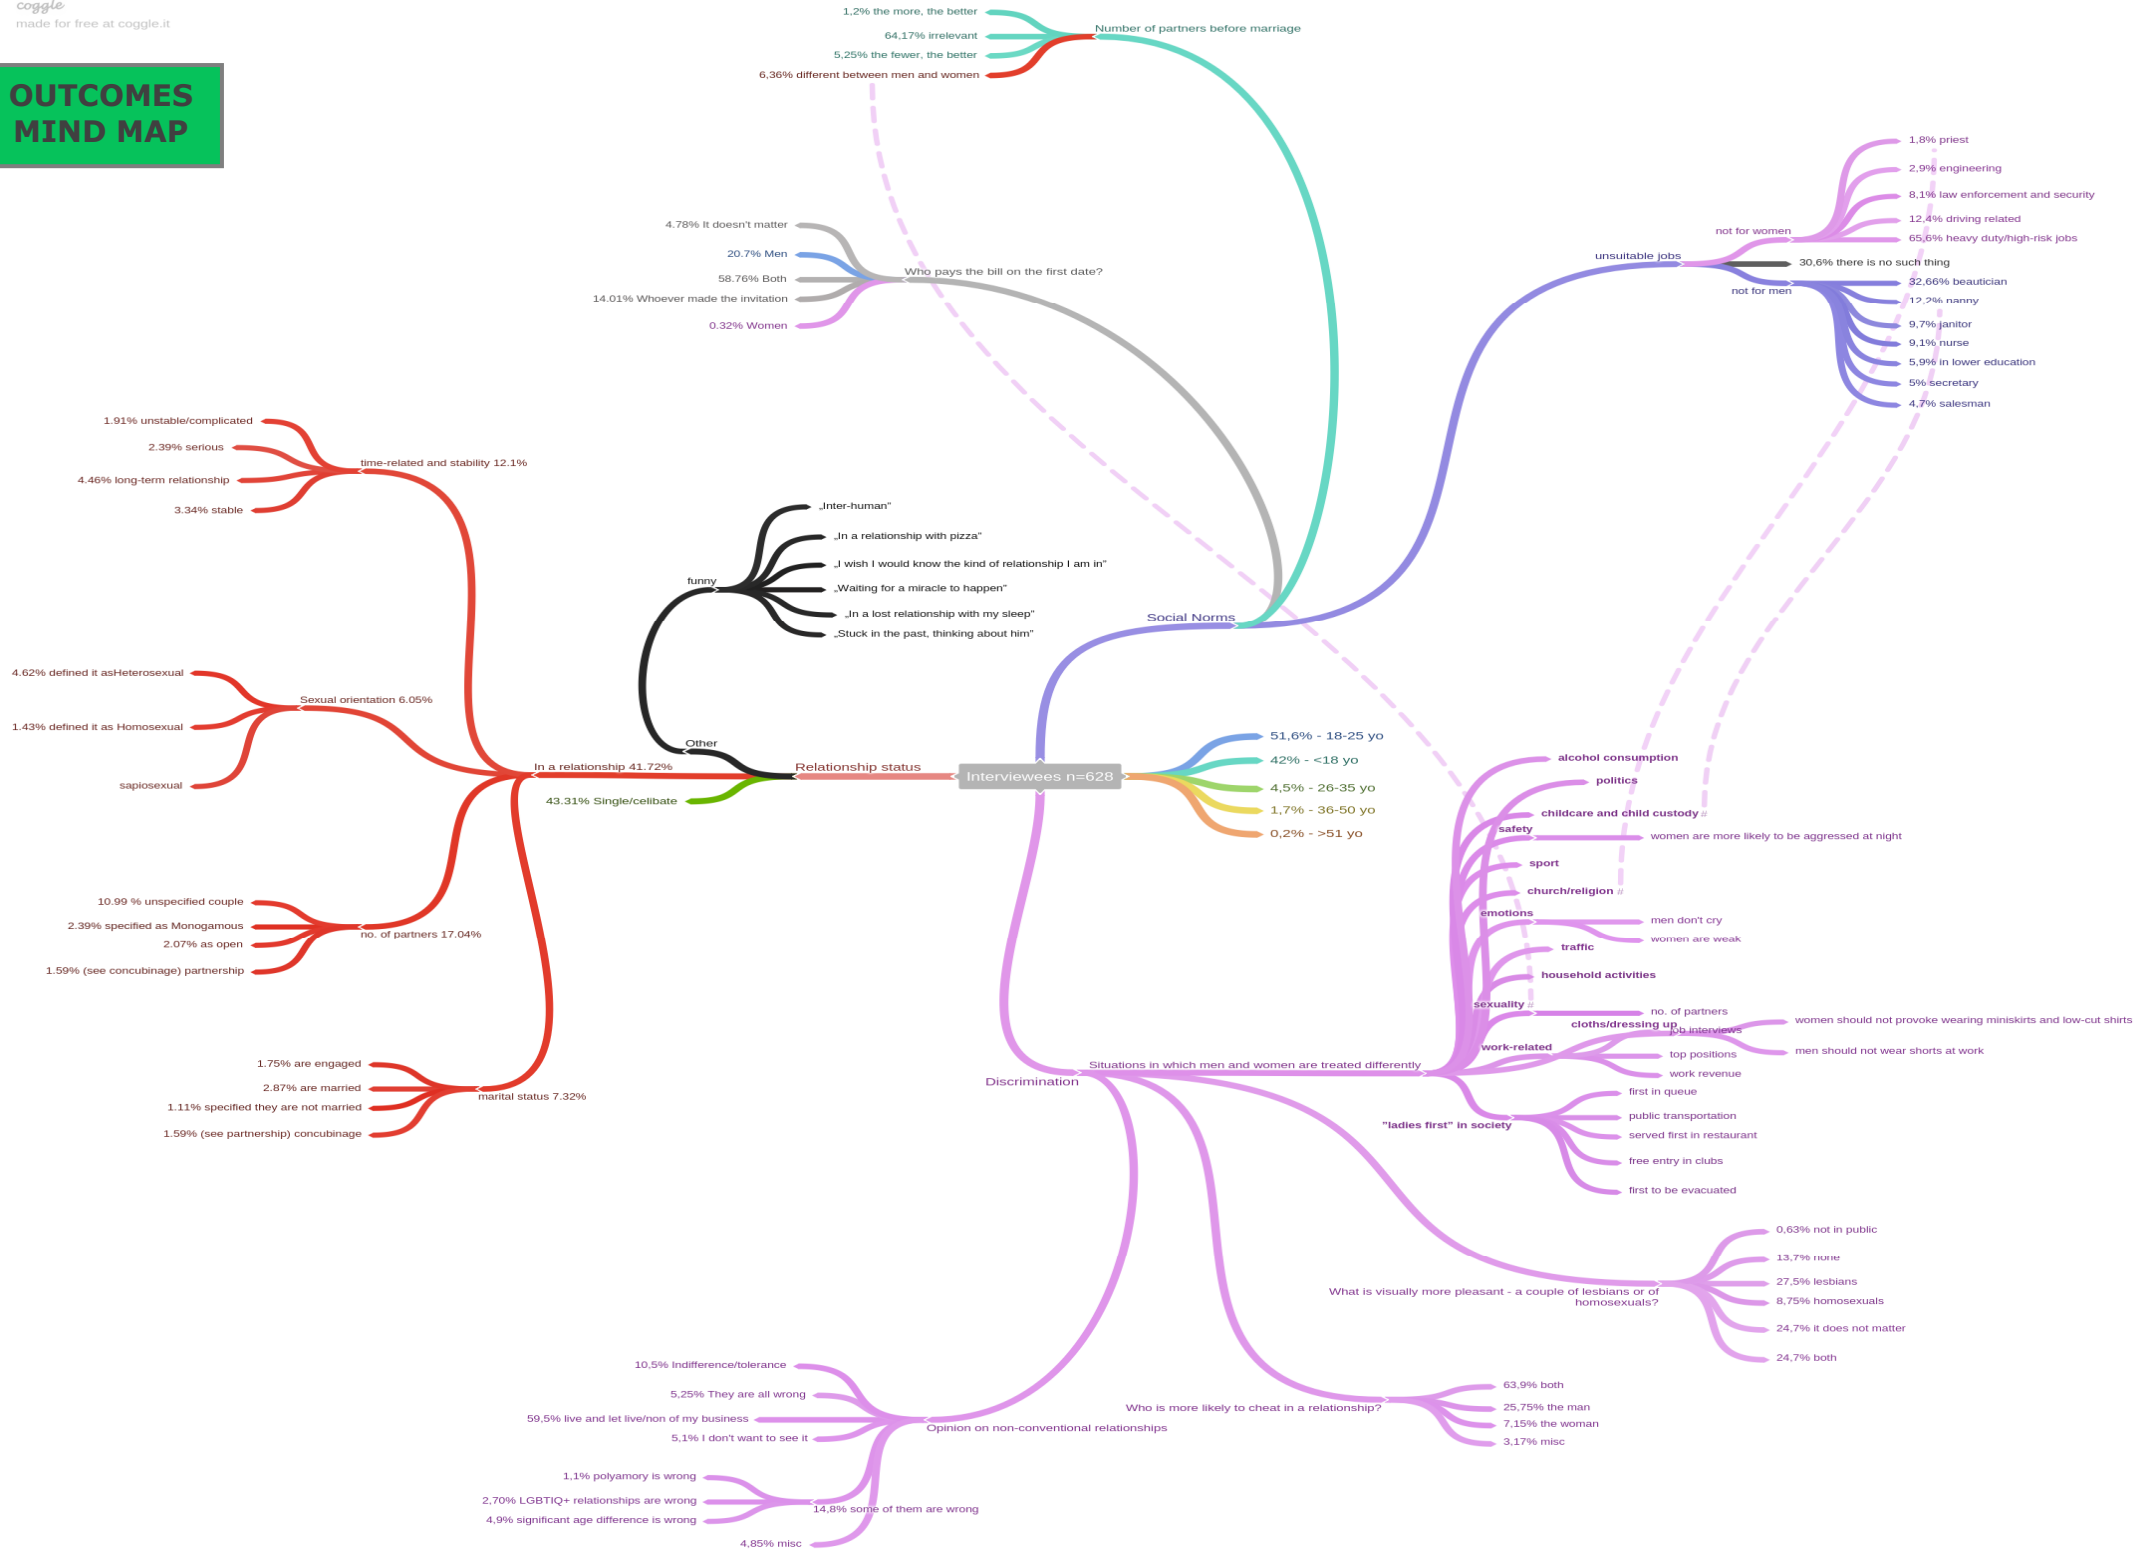 coggle
made for free at coggle.it
OUTCOMES
MIND MAP
1,2% the more, the better
64,17% irrelevant
5,25% the fewer, the better
6,36% different between men and women
Number of partners before marriage
4.78% It doesn't matter
20.7% Men
58.76% Both
14.01% Whoever made the invitation
0.32% Women
Who pays the bill on the first date?
1,8% priest
2,9% engineering
8,1% law enforcement and security
12,4% driving related
65,6% heavy duty/high-risk jobs
not for women
unsuitable jobs
30,6% there is no such thing
not for men
32,66% beautician
12,2% nanny
9,7% janitor
9,1% nurse
5,9% in lower education
5% secretary
4,7% salesman
Social Norms
1.91% unstable/complicated
2.39% serious
4.46% long-term relationship
3.34% stable
time-related and stability 12.1%
„Inter-human"
„In a relationship with pizza"
„I wish I would know the kind of relationship I am in"
„Waiting for a miracle to happen"
„In a lost relationship with my sleep"
„Stuck in the past, thinking about him"
funny
Other
4.62% defined it asHeterosexual
1.43% defined it as Homosexual
sapiosexual
Sexual orientation 6.05%
In a relationship 41.72%
Relationship status
43.31% Single/celibate
Interviewees n=628
51,6% - 18-25 yo
42% - <18 yo
4,5% - 26-35 yo
1,7% - 36-50 yo
0,2% - >51 yo
10.99 % unspecified couple
2.39% specified as Monogamous
2.07% as open
1.59% (see concubinage) partnership
no. of partners 17.04%
1.75% are engaged
2.87% are married
1.11% specified they are not married
1.59% (see partnership) concubinage
marital status 7.32%
alcohol consumption
politics
childcare and child custody #
safety
women are more likely to be aggressed at night
sport
church/religion #
emotions
men don't cry
women are weak
traffic
household activities
sexuality #
no. of partners
cloths/dressing up
women should not provoke wearing miniskirts and low-cut shirts
men should not wear shorts at work
work-related
job interviews
top positions
work revenue
Situations in which men and women are treated differently
Discrimination
"ladies first" in society
first in queue
public transportation
served first in restaurant
free entry in clubs
first to be evacuated
What is visually more pleasant - a couple of lesbians or of
homosexuals?
0,63% not in public
13,7% none
27,5% lesbians
8,75% homosexuals
24,7% it does not matter
24,7% both
Who is more likely to cheat in a relationship?
63,9% both
25,75% the man
7,15% the woman
3,17% misc
10,5% Indifference/tolerance
5,25% They are all wrong
59,5% live and let live/non of my business
5,1% I don't want to see it
Opinion on non-conventional relationships
1,1% polyamory is wrong
2,70% LGBTIQ+ relationships are wrong
4,9% significant age difference is wrong
14,8% some of them are wrong
4,85% misc